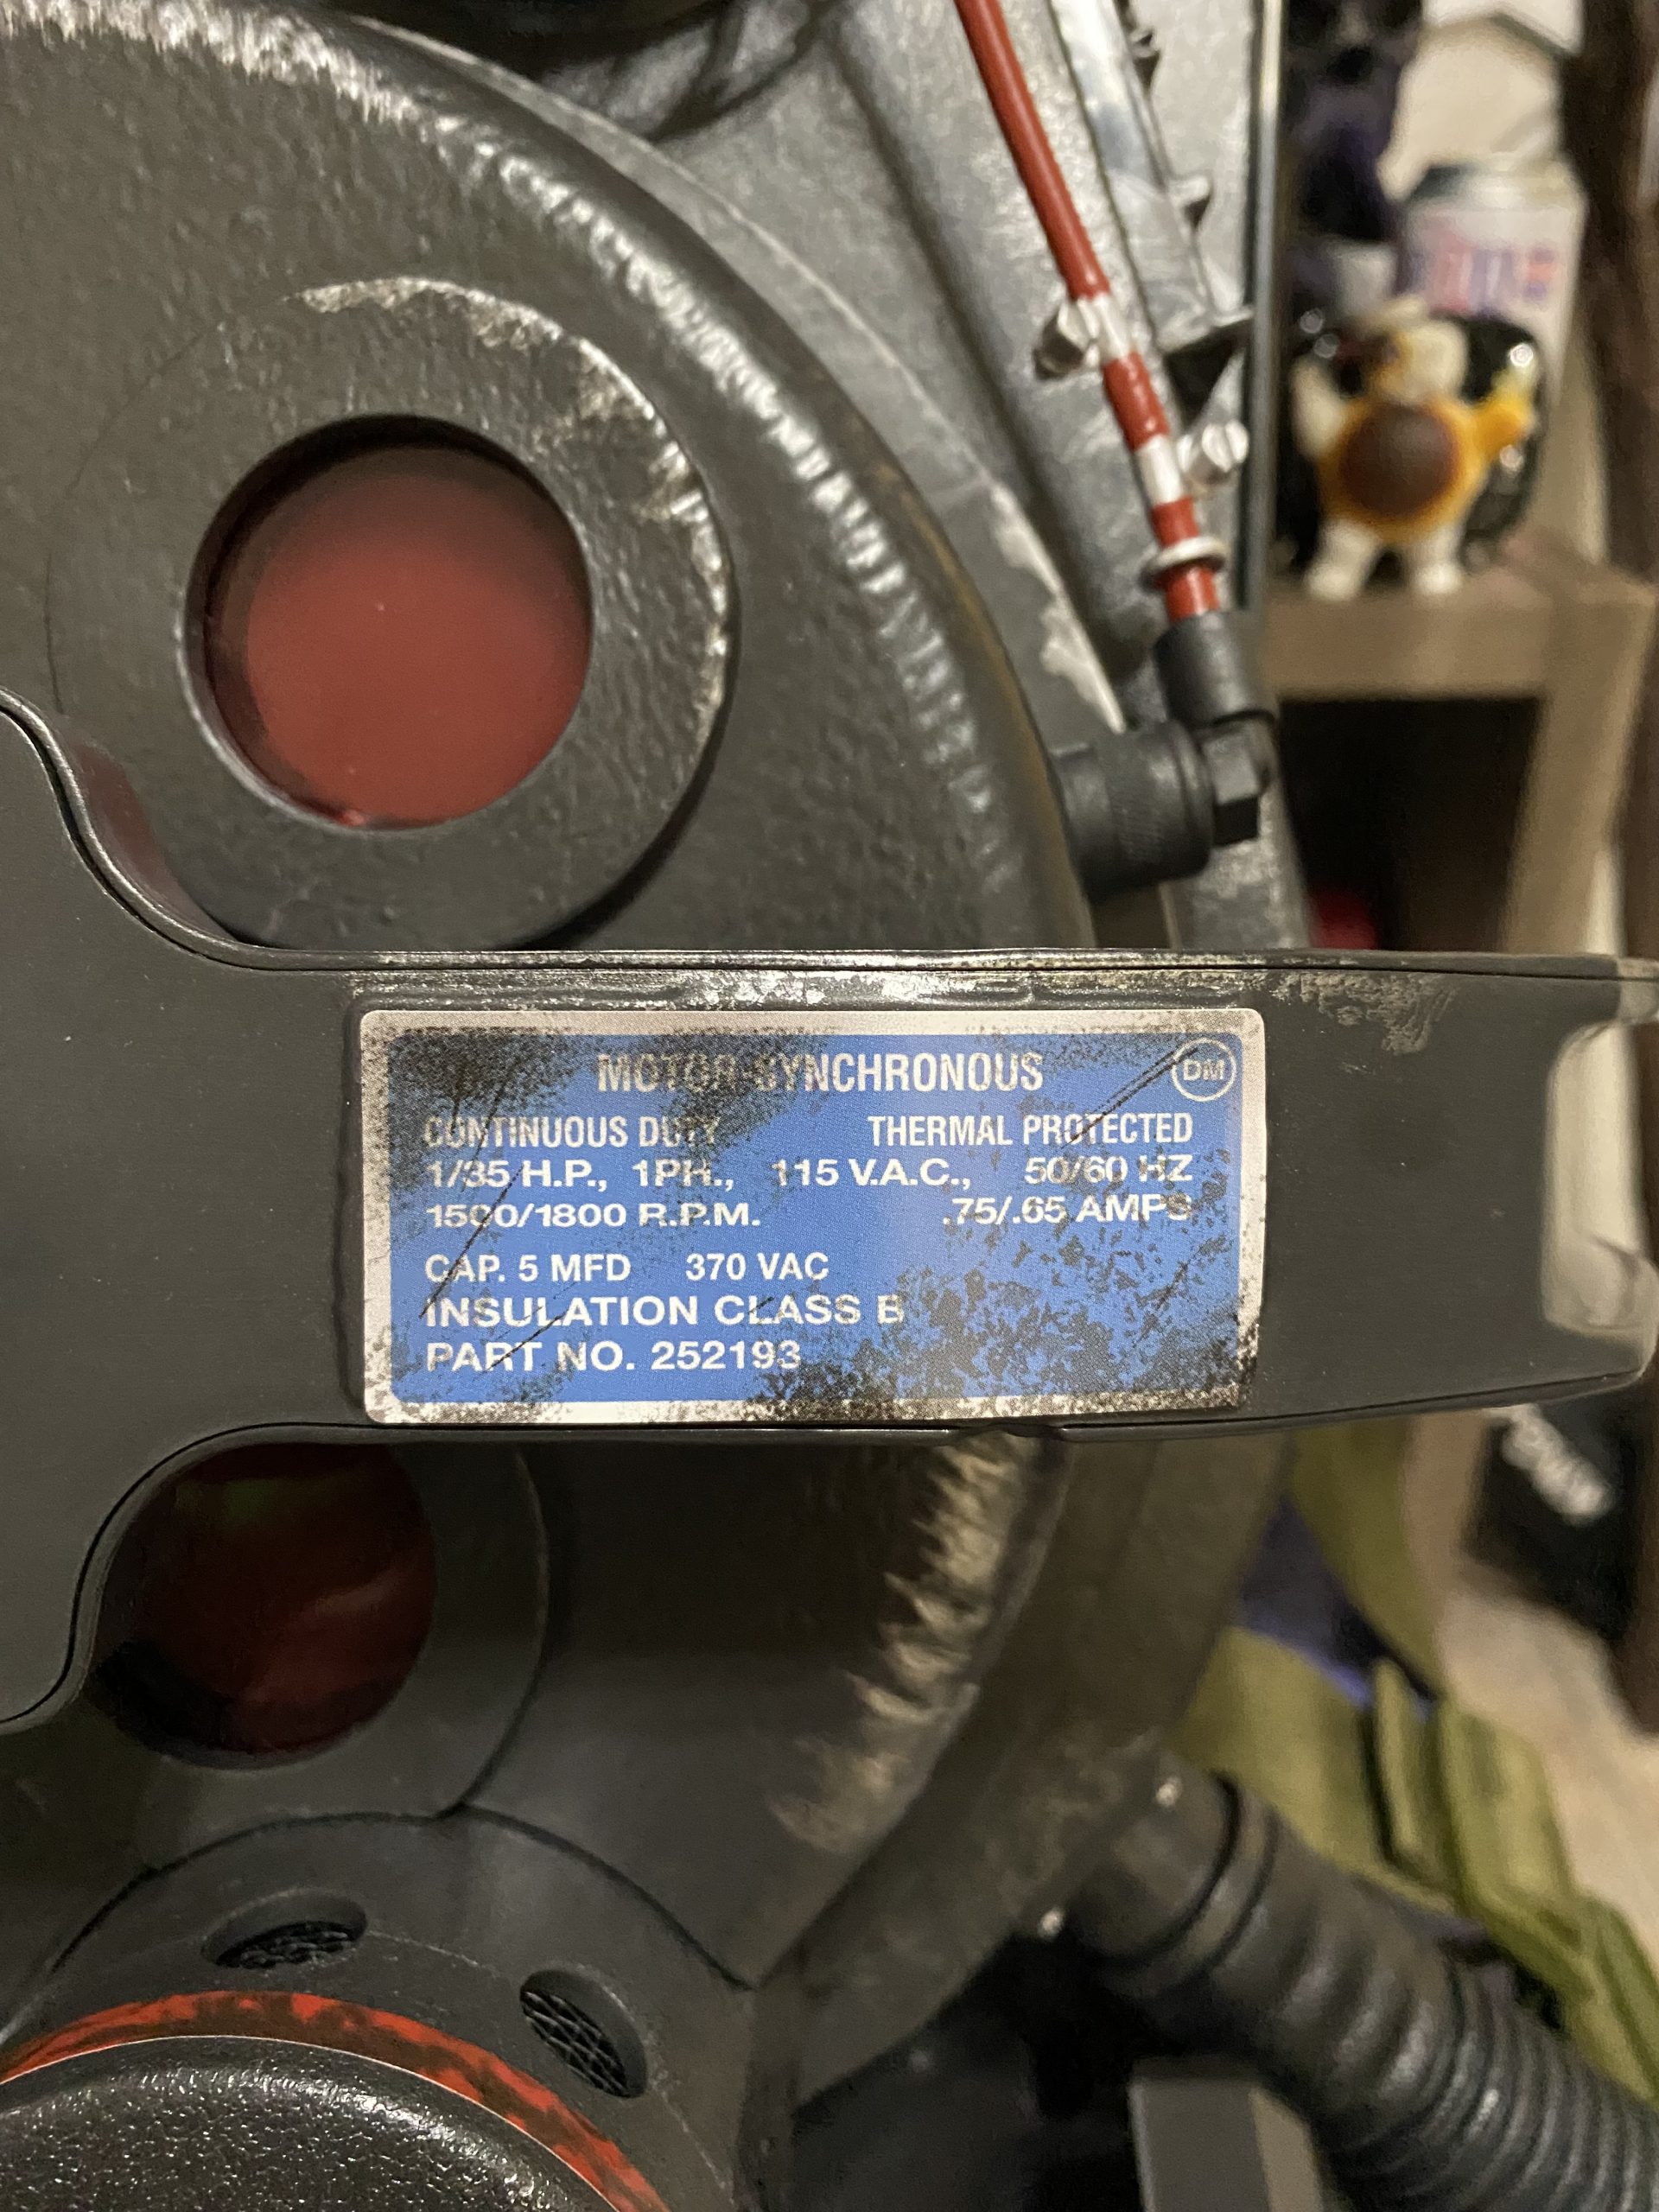 MOTOR-SYNCHRONOUS DM
CONTINUOUS DUTY THERMAL PROTECTED
1/35 H.P., 1PH., 115 V.A.C., 50/60 HZ
1500/1800 R.P.M. .75/.65 AMPS
CAP. 5 MFD 370 VAC
INSULATION CLASS B
PART NO. 252193